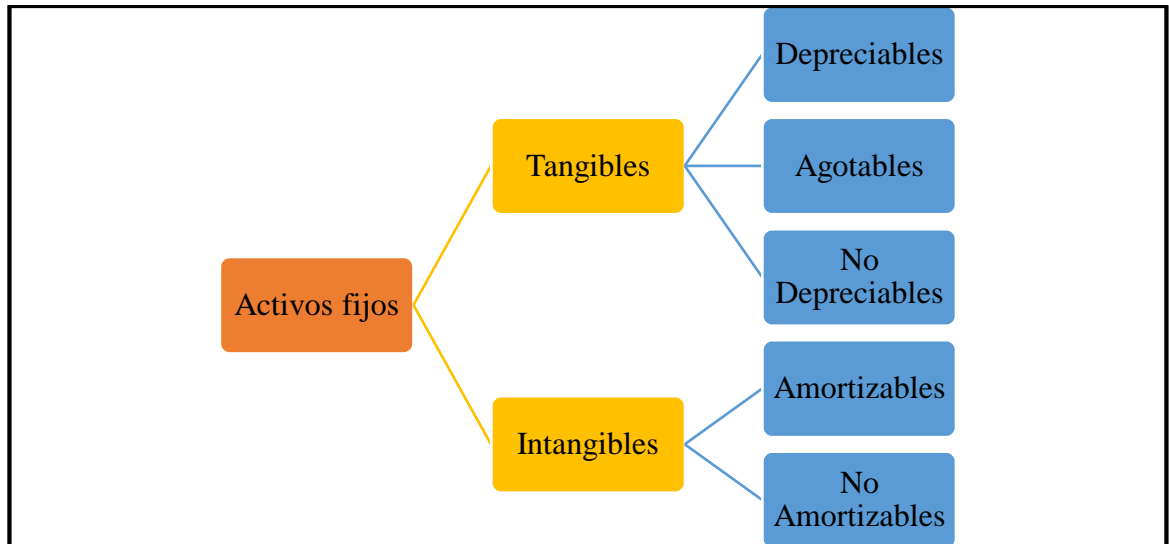 Activos fijos
Tangibles
Depreciables
Agotables
No
Depreciables
Intangibles
Amortizables
No
Amortizables